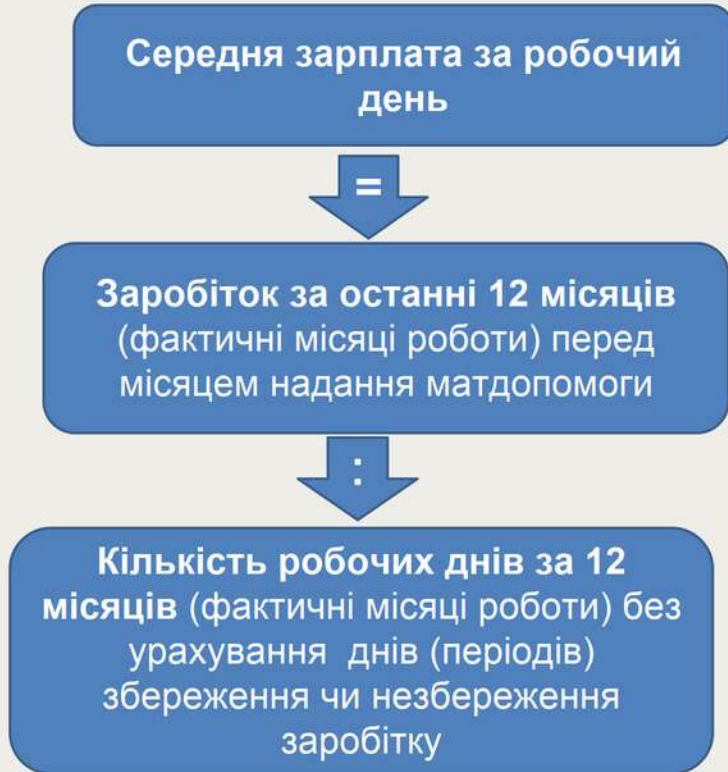 Середня зарплата за робочий
день
=
Заробіток за останні 12 місяців
(фактичні місяці роботи) перед
місяцем надання матдопомоги
:
Кількість робочих днів за 12
місяців (фактичні місяці роботи) без
урахування днів (періодів)
збереження чи незбереження
заробітку